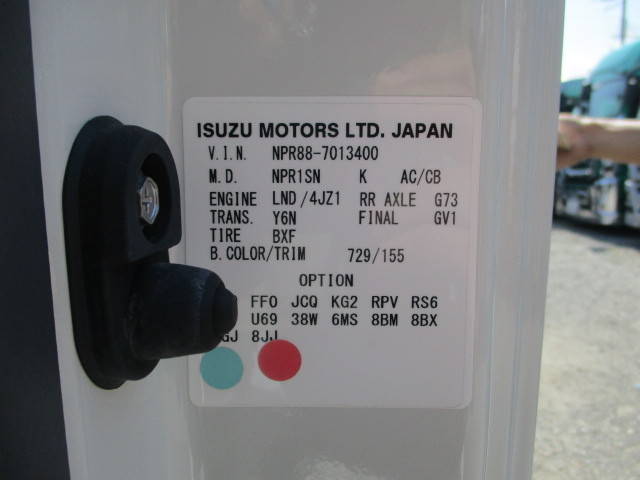 ISUZU MOTORS LTD. JAPAN
V.I.N. NPR88-7013400
M.D. NPR1SN K AC/CB
ENGINE LND/4JZ1 RR AXLE G73
TRANS. Y6N FINAL GV1
TIRE BXF
B.COLOR/TRIM 729/155
OPTION
FF0 JCQ KG2 RPV RS6
U69 38W 6MS 8BM 8BX
8JJ